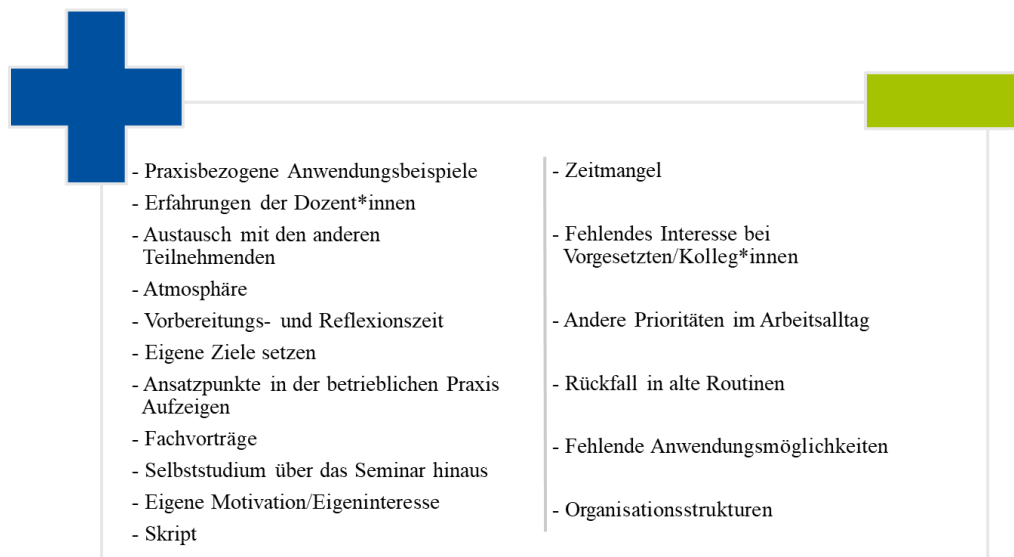 - Praxisbezogene Anwendungsbeispiele
- Erfahrungen der Dozent*innen
- Austausch mit den anderen
Teilnehmenden
- Atmosphäre
- Vorbereitungs- und Reflexionszeit
- Eigene Ziele setzen
- Ansatzpunkte in der betrieblichen Praxis
Aufzeigen
- Fachvorträge
- Selbststudium über das Seminar hinaus
- Eigene Motivation/Eigeninteresse
- Skript
- Zeitmangel
- Fehlendes Interesse bei
Vorgesetzten/Kolleg*innen
- Andere Prioritäten im Arbeitsalltag
- Rückfall in alte Routinen
- Fehlende Anwendungsmöglichkeiten
- Organisationsstrukturen